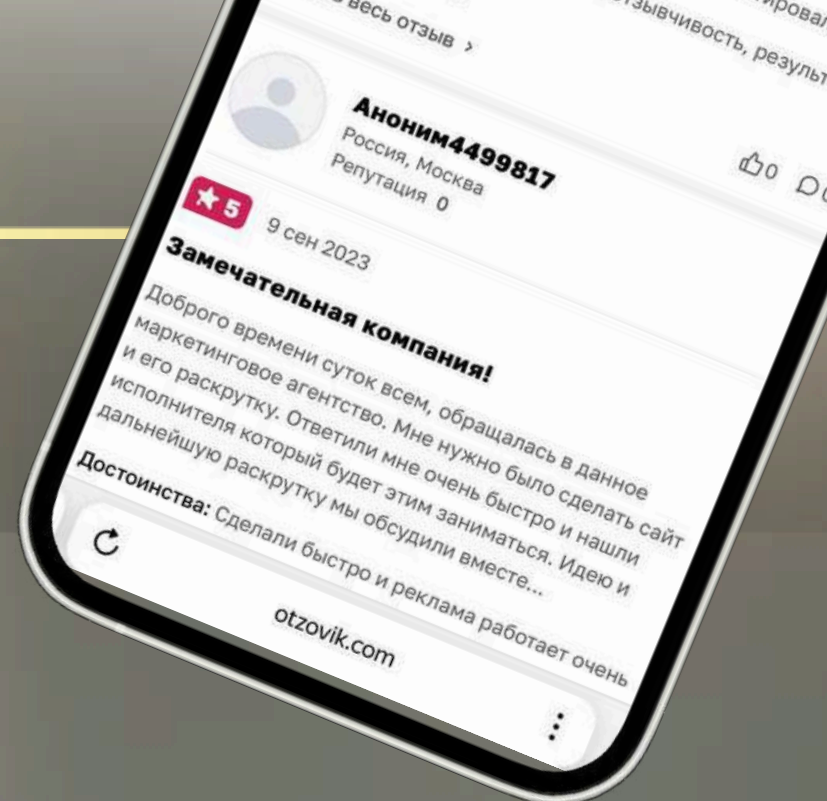 весь отзыв >
отзывчивость, резуль
Аноним4499817
Россия, Москва
Репутация 0
0
★ 5
9 сен 2023
Замечательная компания!
Доброго времени суток всем, обращалась в данное
маркетинговое агентство. Мне нужно было сделать сайт
и его раскрутку. Ответили мне очень быстро и нашли
исполнителя который будет этим заниматься. Идею и
дальнейшую раскрутку мы обсудили вместе...
Достоинства: Сделали быстро и реклама работает очень
otzovik.com